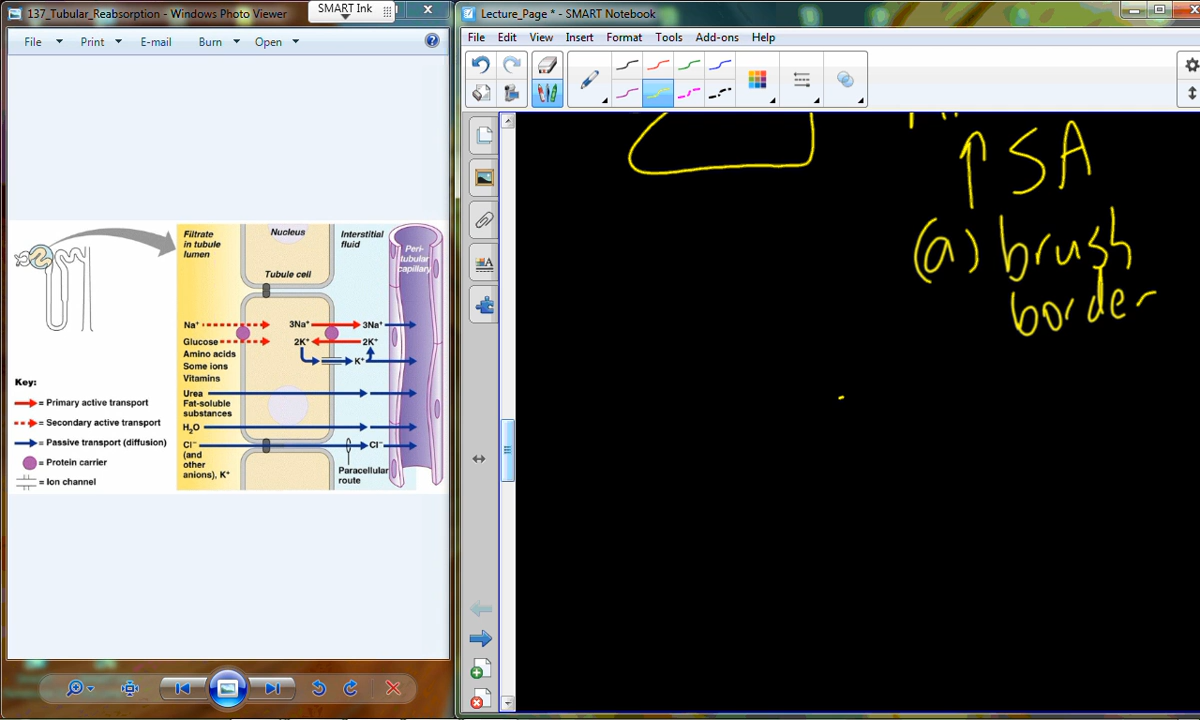 137_Tubular_Reabsorption - Windows Photo Viewer
SMART Ink
File Print E-mail Burn Open
Filtrate
in tubule
lumen
Nucleus
Interstitial
fluid
Peri-
tubular
capillary
Tubule cell
Na⁺
3Na⁺
3Na⁺
Glucose
2K⁺
2K⁺
Amino acids
Some ions
K⁺
Vitamins
Urea
Fat-soluble
substances
H₂O
Cl⁻
Cl⁻
(and
other
anions), K⁺
Paracellular
route
Key:
= Primary active transport
= Secondary active transport
= Passive transport (diffusion)
= Protein carrier
= Ion channel
Lecture_Page * - SMART Notebook
File Edit View Insert Format Tools Add-ons Help
↑ SA
(a) brush
border